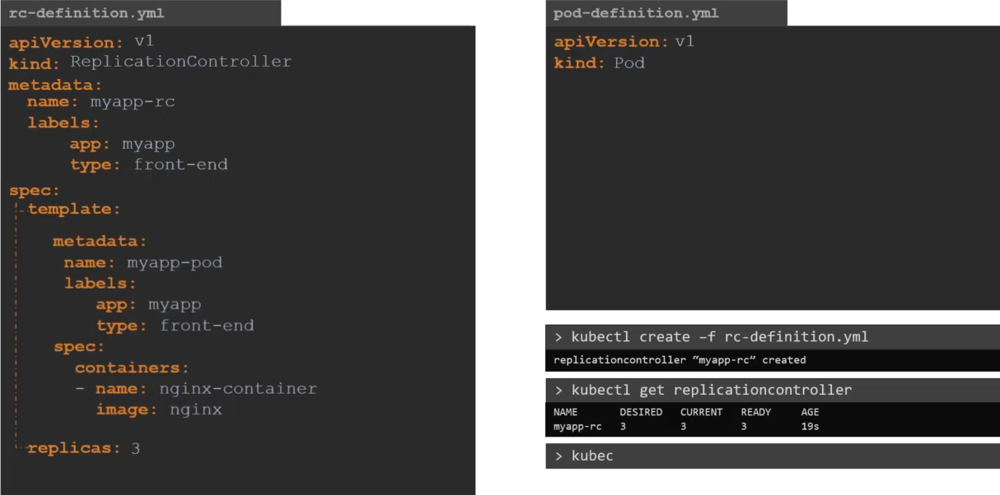 rc-definition.yml
apiVersion: v1
kind: ReplicationController
metadata:
name: myapp-rc
labels:
app: myapp
type: front-end
spec:
template:
metadata:
name: myapp-pod
labels:
app: myapp
type: front-end
spec:
containers:
- name: nginx-container
image: nginx
replicas: 3
pod-definition.yml
apiVersion: v1
kind: Pod
> kubectl create –f rc-definition.yml
replicationcontroller “myapp-rc” created
> kubectl get replicationcontroller
NAME DESIRED CURRENT READY AGE
myapp-rc 3 3 3 19s
> kubec